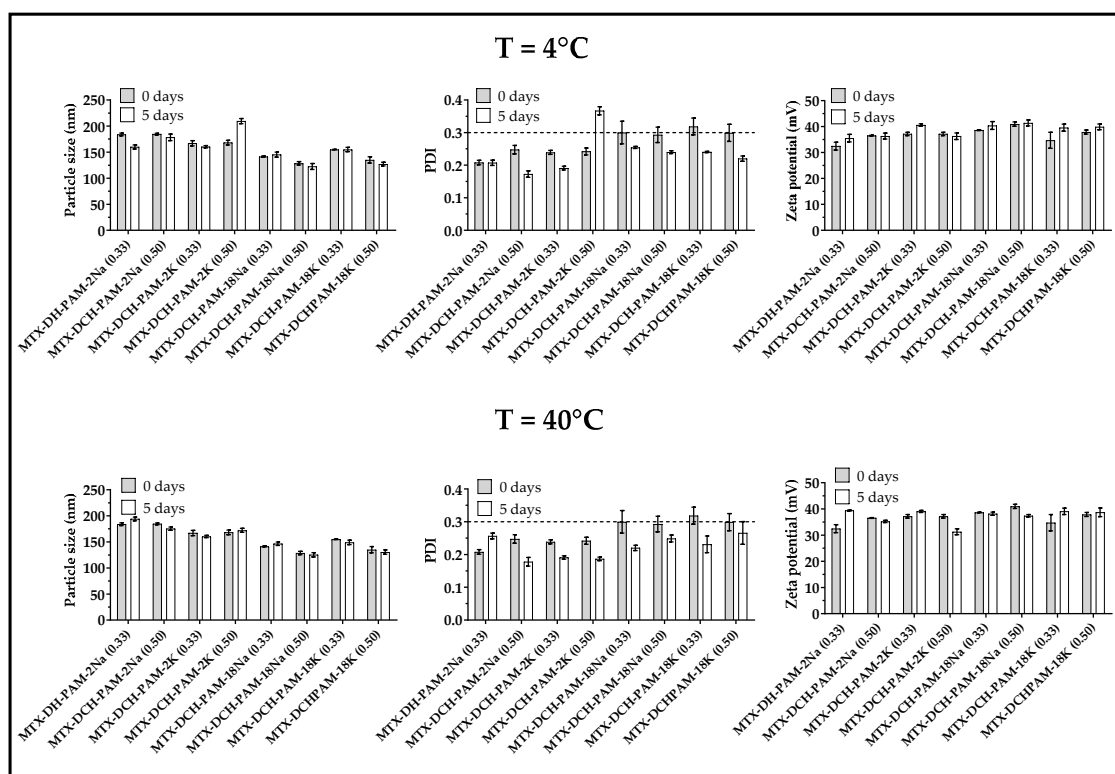 T = 4°C
0 days
5 days
Particle size (nm)
250
200
150
100
50
0
MTX-DH-PAM-2Na (0.33)
MTX-DCH-PAM-2Na (0.50)
MTX-DCH-PAM-2K (0.33)
MTX-DCH-PAM-2K (0.50)
MTX-DCH-PAM-18Na (0.33)
MTX-DCH-PAM-18Na (0.50)
MTX-DCH-PAM-18K (0.33)
MTX-DCHPAM-18K (0.50)
0 days
5 days
PDI
0.4
0.3
0.2
0.1
0.0
MTX-DH-PAM-2Na (0.33)
MTX-DCH-PAM-2Na (0.50)
MTX-DCH-PAM-2K (0.33)
MTX-DCH-PAM-2K (0.50)
MTX-DCH-PAM-18Na (0.33)
MTX-DCH-PAM-18Na (0.50)
MTX-DCH-PAM-18K (0.33)
MTX-DCHPAM-18K (0.50)
0 days
5 days
Zeta potential (mV)
50
40
30
20
10
0
MTX-DH-PAM-2Na (0.33)
MTX-DCH-PAM-2Na (0.50)
MTX-DCH-PAM-2K (0.33)
MTX-DCH-PAM-2K (0.50)
MTX-DCH-PAM-18Na (0.33)
MTX-DCH-PAM-18Na (0.50)
MTX-DCH-PAM-18K (0.33)
MTX-DCHPAM-18K (0.50)
T = 40°C
0 days
5 days
Particle size (nm)
250
200
150
100
50
0
MTX-DH-PAM-2Na (0.33)
MTX-DCH-PAM-2Na (0.50)
MTX-DCH-PAM-2K (0.33)
MTX-DCH-PAM-2K (0.50)
MTX-DCH-PAM-18Na (0.33)
MTX-DCH-PAM-18Na (0.50)
MTX-DCH-PAM-18K (0.33)
MTX-DCHPAM-18K (0.50)
0 days
5 days
PDI
0.4
0.3
0.2
0.1
0.0
MTX-DH-PAM-2Na (0.33)
MTX-DCH-PAM-2Na (0.50)
MTX-DCH-PAM-2K (0.33)
MTX-DCH-PAM-2K (0.50)
MTX-DCH-PAM-18Na (0.33)
MTX-DCH-PAM-18Na (0.50)
MTX-DCH-PAM-18K (0.33)
MTX-DCHPAM-18K (0.50)
0 days
5 days
Zeta potential (mV)
50
40
30
20
10
0
MTX-DH-PAM-2Na (0.33)
MTX-DCH-PAM-2Na (0.50)
MTX-DCH-PAM-2K (0.33)
MTX-DCH-PAM-2K (0.50)
MTX-DCH-PAM-18Na (0.33)
MTX-DCH-PAM-18Na (0.50)
MTX-DCH-PAM-18K (0.33)
MTX-DCHPAM-18K (0.50)